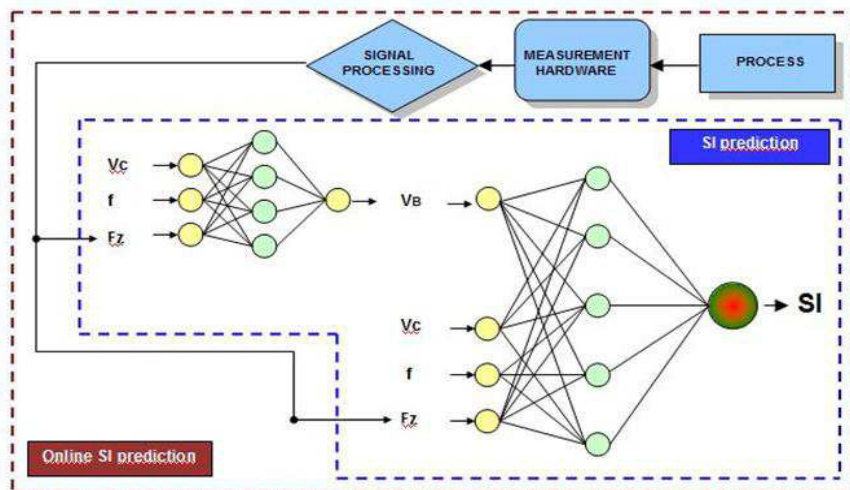 SIGNAL
PROCESSING
MEASUREMENT
HARDWARE
PROCESS
SI prediction
Vc
f
Fz
VB
Vc
f
Fz
SI
Online SI prediction